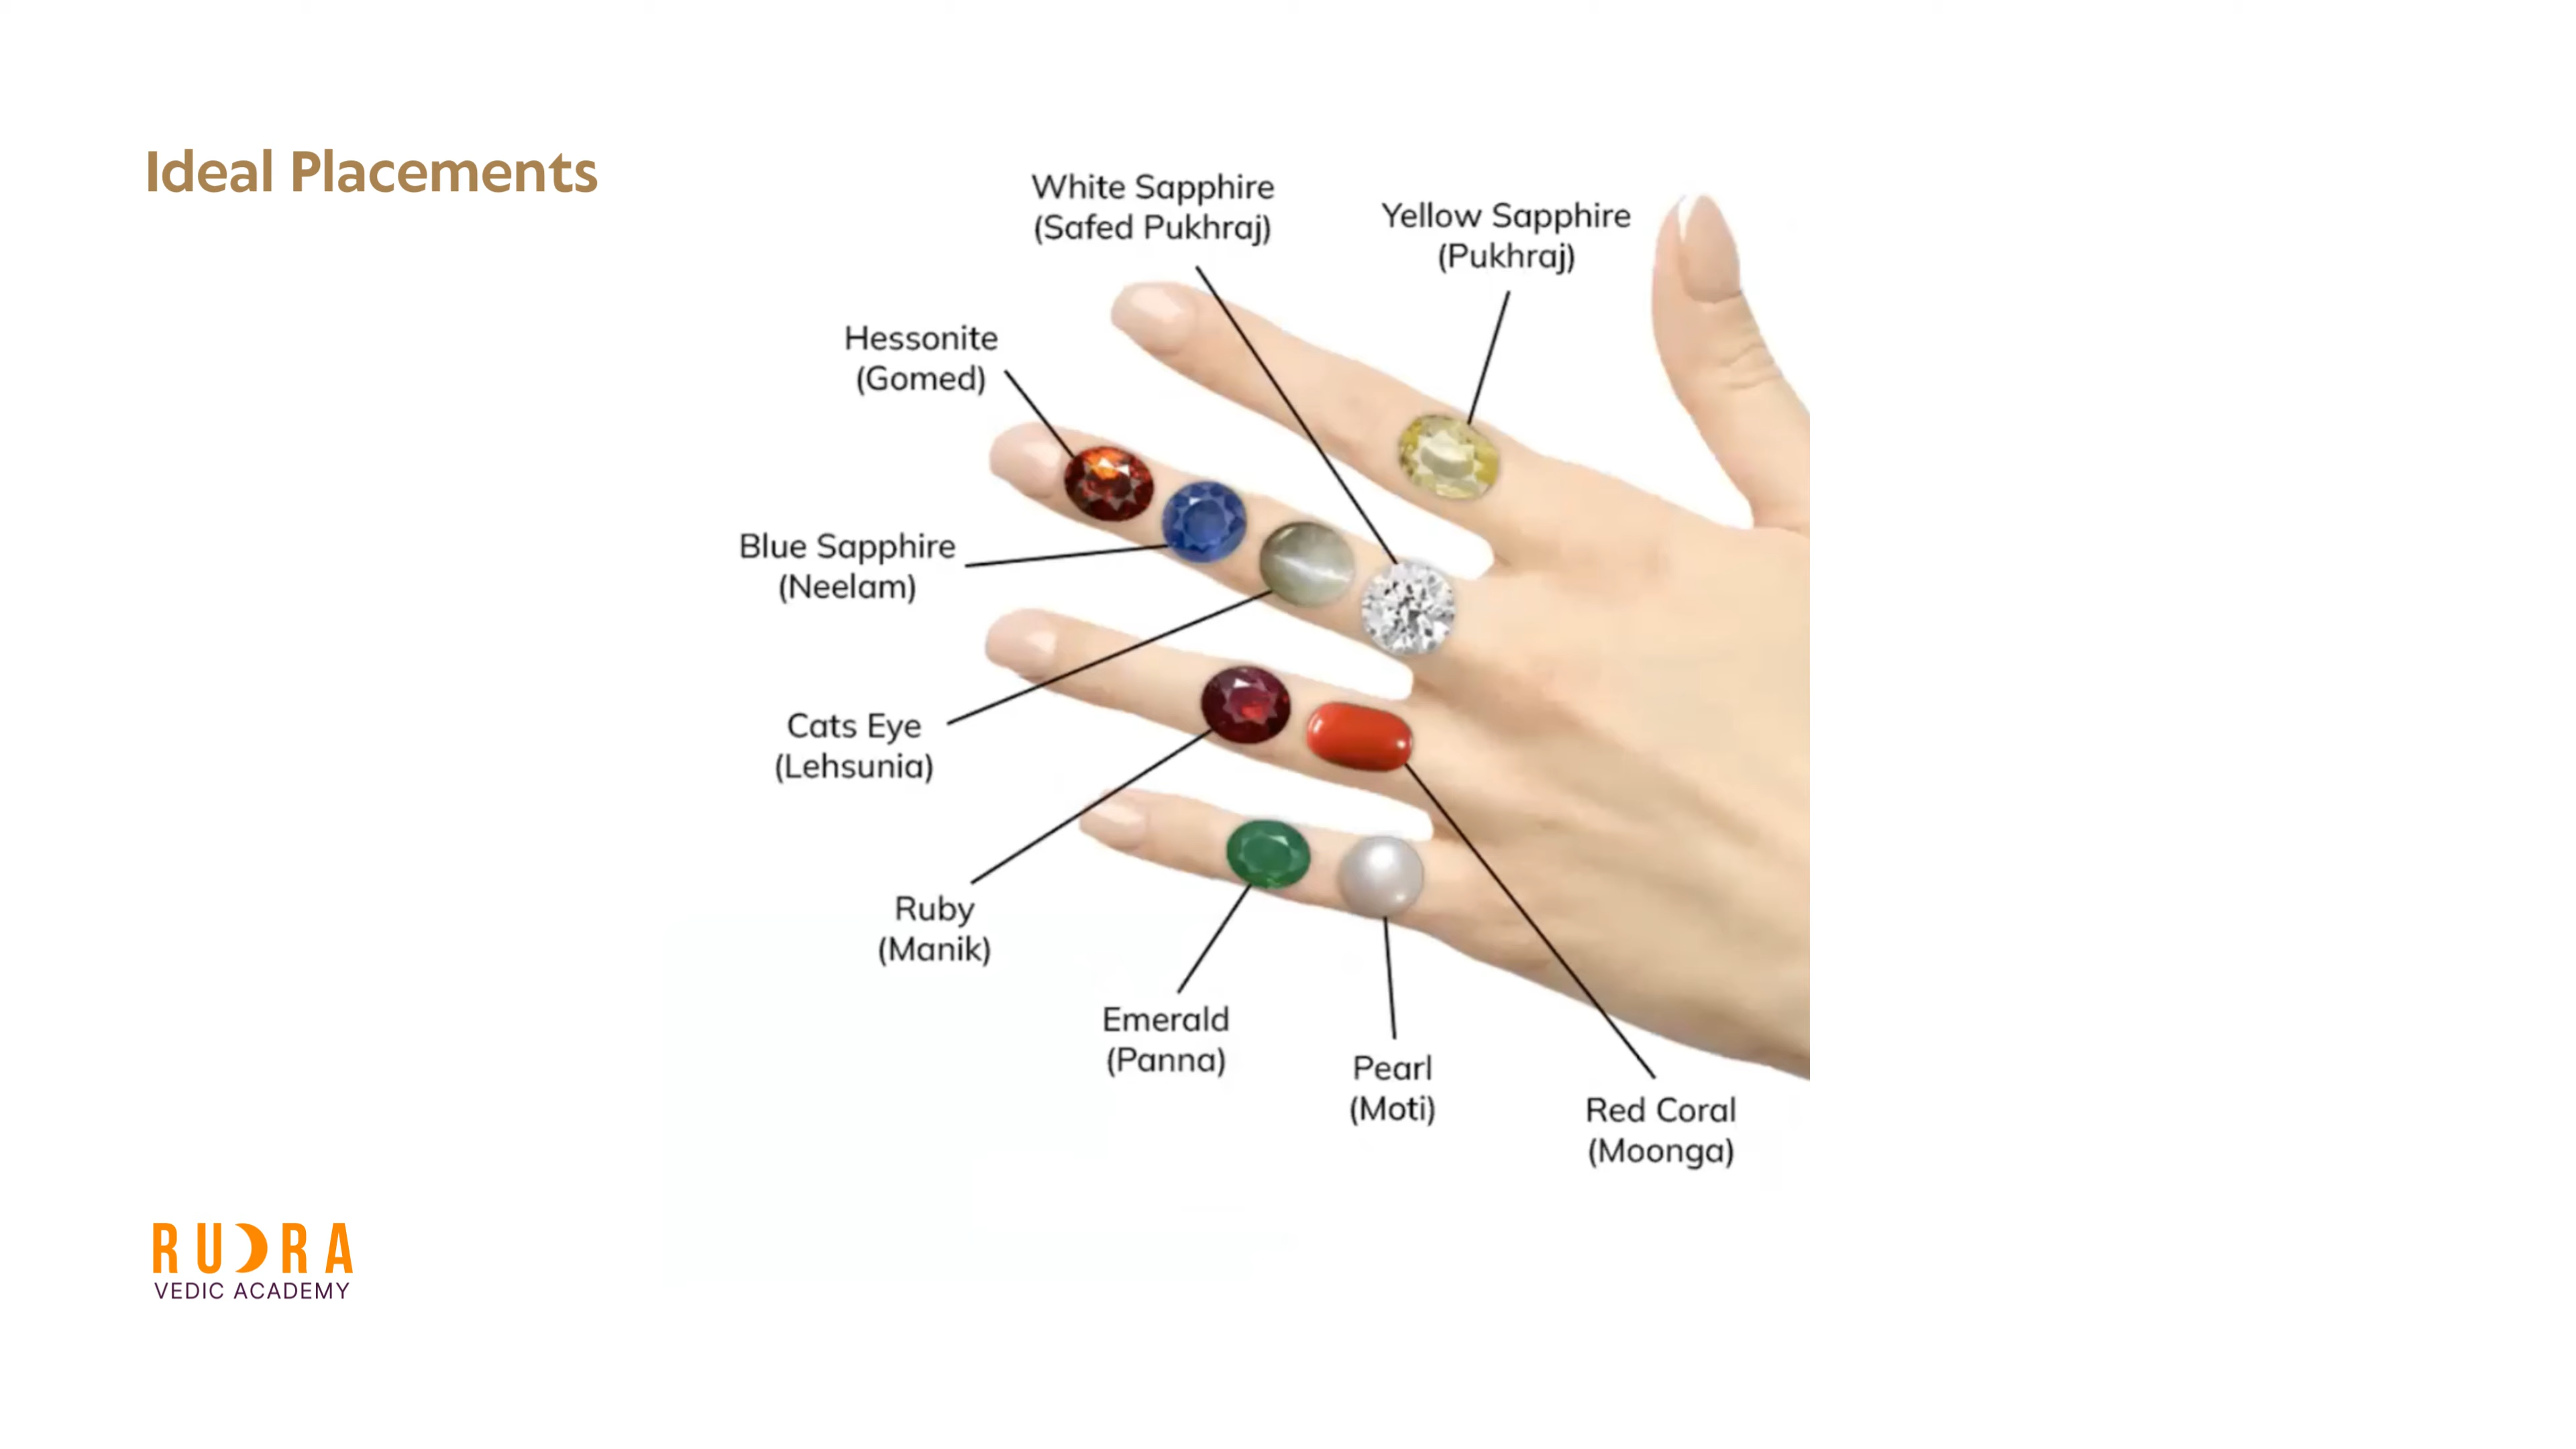 Ideal Placements
White Sapphire
(Safed Pukhraj)
Yellow Sapphire
(Pukhraj)
Hessonite
(Gomed)
Blue Sapphire
(Neelam)
Cats Eye
(Lehsunia)
Ruby
(Manik)
Emerald
(Panna)
Pearl
(Moti)
Red Coral
(Moonga)
RUDRA
VEDIC ACADEMY